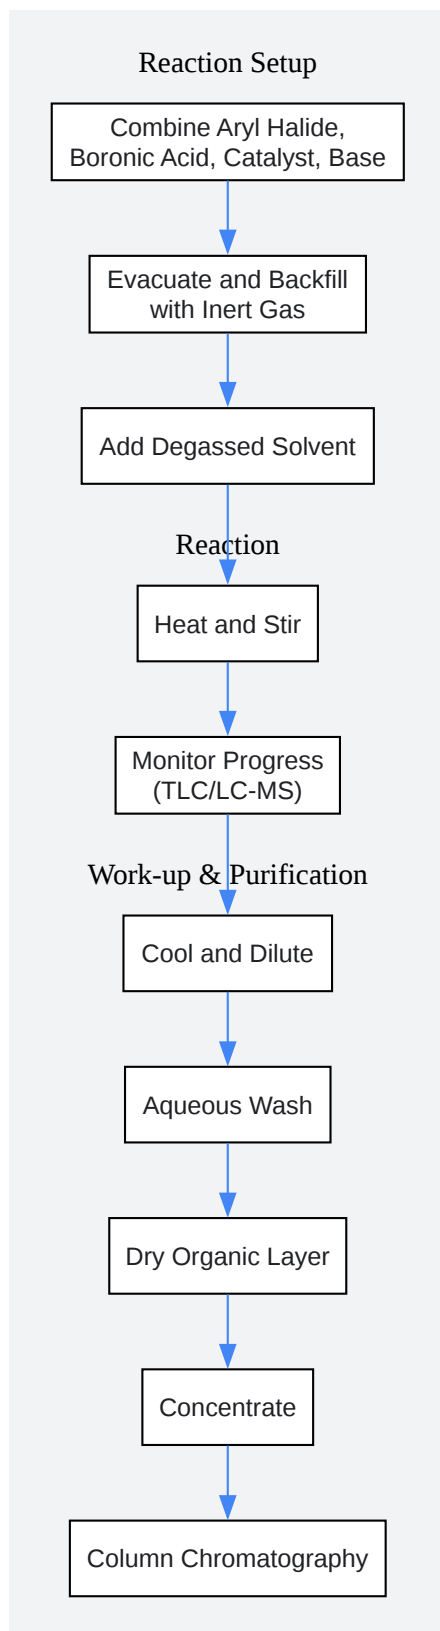 Reaction Setup
Combine Aryl Halide,
Boronic Acid, Catalyst, Base
Evacuate and Backfill
with Inert Gas
Add Degassed Solvent
Reaction
Heat and Stir
Monitor Progress
(TLC/LC-MS)
Work-up & Purification
Cool and Dilute
Aqueous Wash
Dry Organic Layer
Concentrate
Column Chromatography